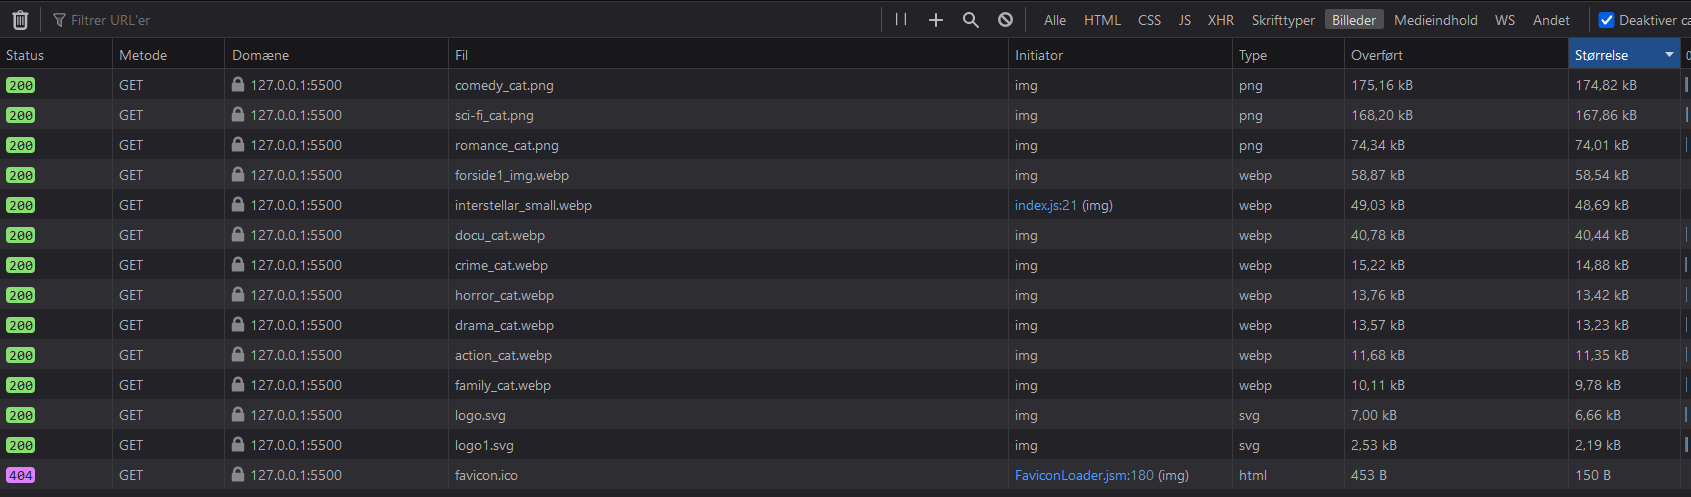 Filtrer URL'er Alle HTML CSS JS XHR Skrifttyper Billeder Medieindhold WS Andet Deaktiver ca
Status Metode Domæne Fil Initiator Type Overført Størrelse 0
200 GET 127.0.0.1:5500 comedy_cat.png img png 175,16 kB 174,82 kB
200 GET 127.0.0.1:5500 sci-fi_cat.png img png 168,20 kB 167,86 kB
200 GET 127.0.0.1:5500 romance_cat.png img png 74,34 kB 74,01 kB
200 GET 127.0.0.1:5500 forside1_img.webp img webp 58,87 kB 58,54 kB
200 GET 127.0.0.1:5500 interstellar_small.webp index.js:21 (img) webp 49,03 kB 48,69 kB
200 GET 127.0.0.1:5500 docu_cat.webp img webp 40,78 kB 40,44 kB
200 GET 127.0.0.1:5500 crime_cat.webp img webp 15,22 kB 14,88 kB
200 GET 127.0.0.1:5500 horror_cat.webp img webp 13,76 kB 13,42 kB
200 GET 127.0.0.1:5500 drama_cat.webp img webp 13,57 kB 13,23 kB
200 GET 127.0.0.1:5500 action_cat.webp img webp 11,68 kB 11,35 kB
200 GET 127.0.0.1:5500 family_cat.webp img webp 10,11 kB 9,78 kB
200 GET 127.0.0.1:5500 logo.svg img svg 7,00 kB 6,66 kB
200 GET 127.0.0.1:5500 logo1.svg img svg 2,53 kB 2,19 kB
404 GET 127.0.0.1:5500 favicon.ico FaviconLoader.jsm:180 (img) html 453 B 150 B